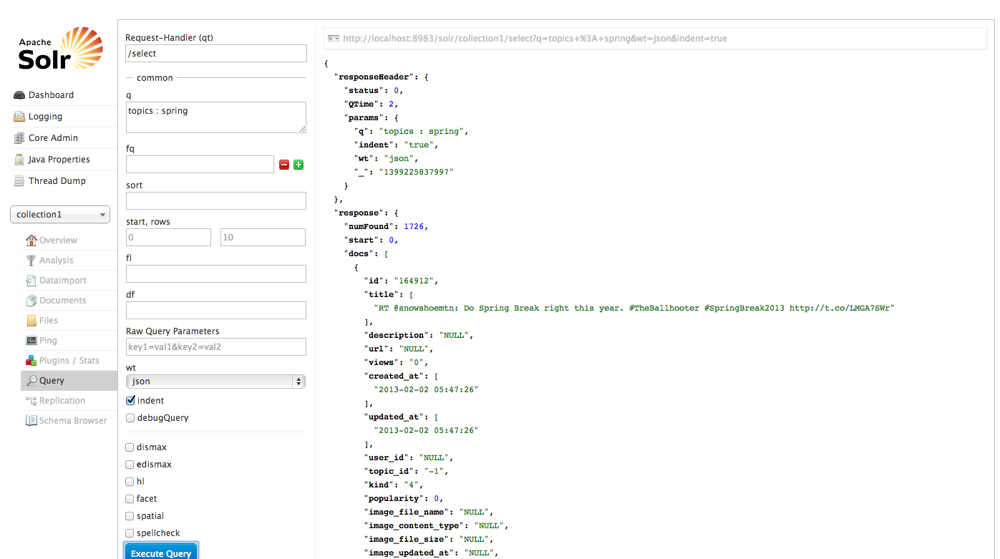 Apache
Solr
Dashboard
Logging
Core Admin
Java Properties
Thread Dump
collection1
Overview
Analysis
Dataimport
Documents
Files
Ping
Plugins / Stats
Query
Replication
Schema Browser
Request-Handler (qt)
/select
common
q
topics : spring
fq
sort
start, rows
0 10
fl
df
Raw Query Parameters
key1=val1&key2=val2
wt
json
indent
debugQuery
dismax
edismax
hl
facet
spatial
spellcheck
Execute Query
http://localhost:8983/solr/collection1/select?q=topics+%3A+spring&wt=json&indent=true
{
"responseHeader": {
"status": 0,
"QTime": 2,
"params": {
"q": "topics : spring",
"indent": "true",
"wt": "json",
"_": "1399225837997"
}
},
"response": {
"numFound": 1726,
"start": 0,
"docs": [
{
"id": "164912",
"title": [
"RT @snowshoemtn: Do Spring Break right this year. #TheBallhooter #SpringBreak2013 http://t.co/LMGA7SWr"
],
"description": "NULL",
"url": "NULL",
"views": "0",
"created_at": [
"2013-02-02 05:47:26"
],
"updated_at": [
"2013-02-02 05:47:26"
],
"user_id": "NULL",
"topic_id": "-1",
"kind": "4",
"popularity": 0,
"image_file_name": "NULL",
"image_content_type": "NULL",
"image_file_size": "NULL",
"image_updated_at": "NULL",